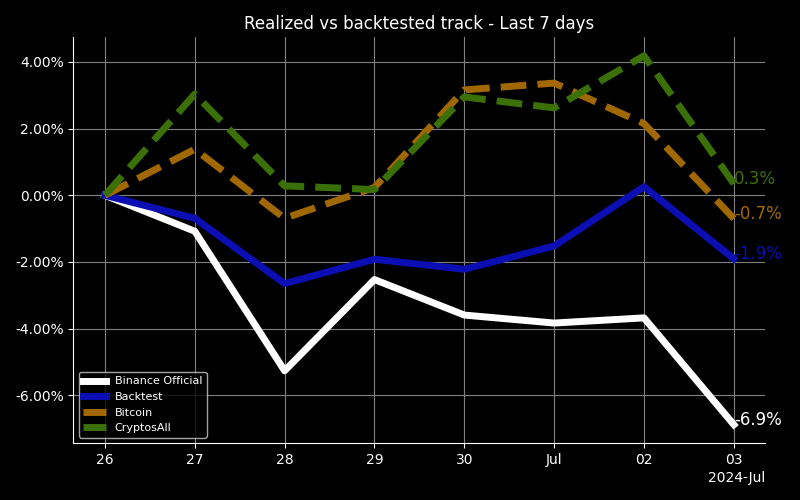 Realized vs backtested track - Last 7 days
4.00%
2.00%
0.00%
-2.00%
-4.00%
-6.00%
0.3%
-0.7%
-1.9%
-6.9%
Binance Official
Backtest
Bitcoin
CryptosAll
26 27 28 29 30 Jul 02 03
2024-Jul